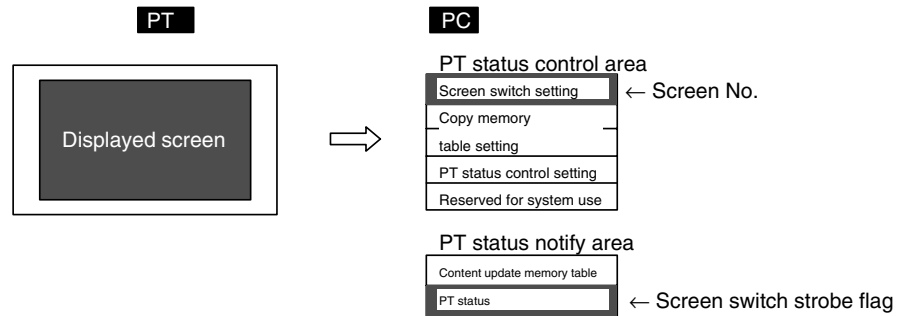 PT
PC
PT status control area
Screen switch setting
← Screen No.
Copy memory
table setting
PT status control setting
Reserved for system use
Displayed screen
PT status notify area
Content update memory table
PT status
← Screen switch strobe flag